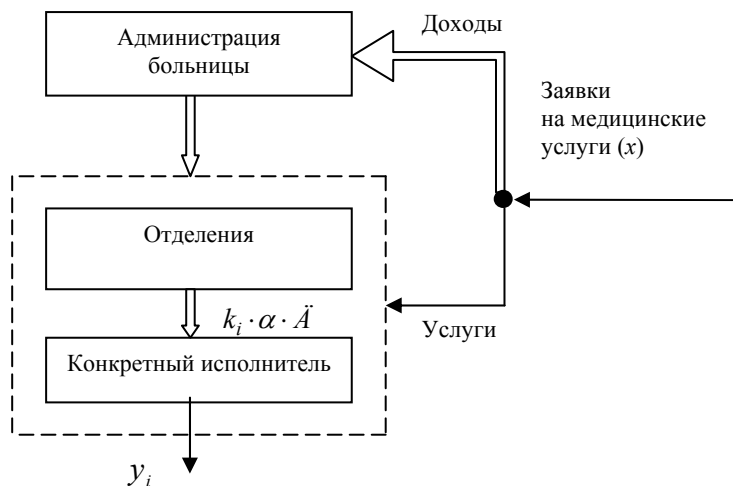 Администрация
больницы
Доходы
Заявки
на медицинские
услуги (x)
Отделения
k_i · α · Ä
Услуги
Конкретный исполнитель
y_i